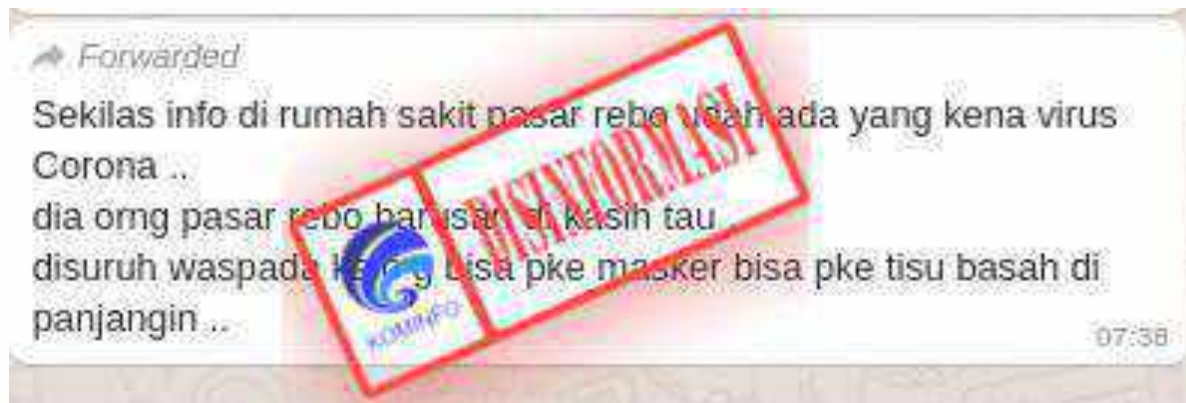 Forwarded
Sekilas info di rumah sakit pasar rebo udah ada yang kena virus
Corona ..
dia orng pasar rebo barusan di kasih tau
disuruh waspada bisa pke masker bisa pke tisu basah di
panjangin ..
07:38
DISINFORMASI
KOMINFO